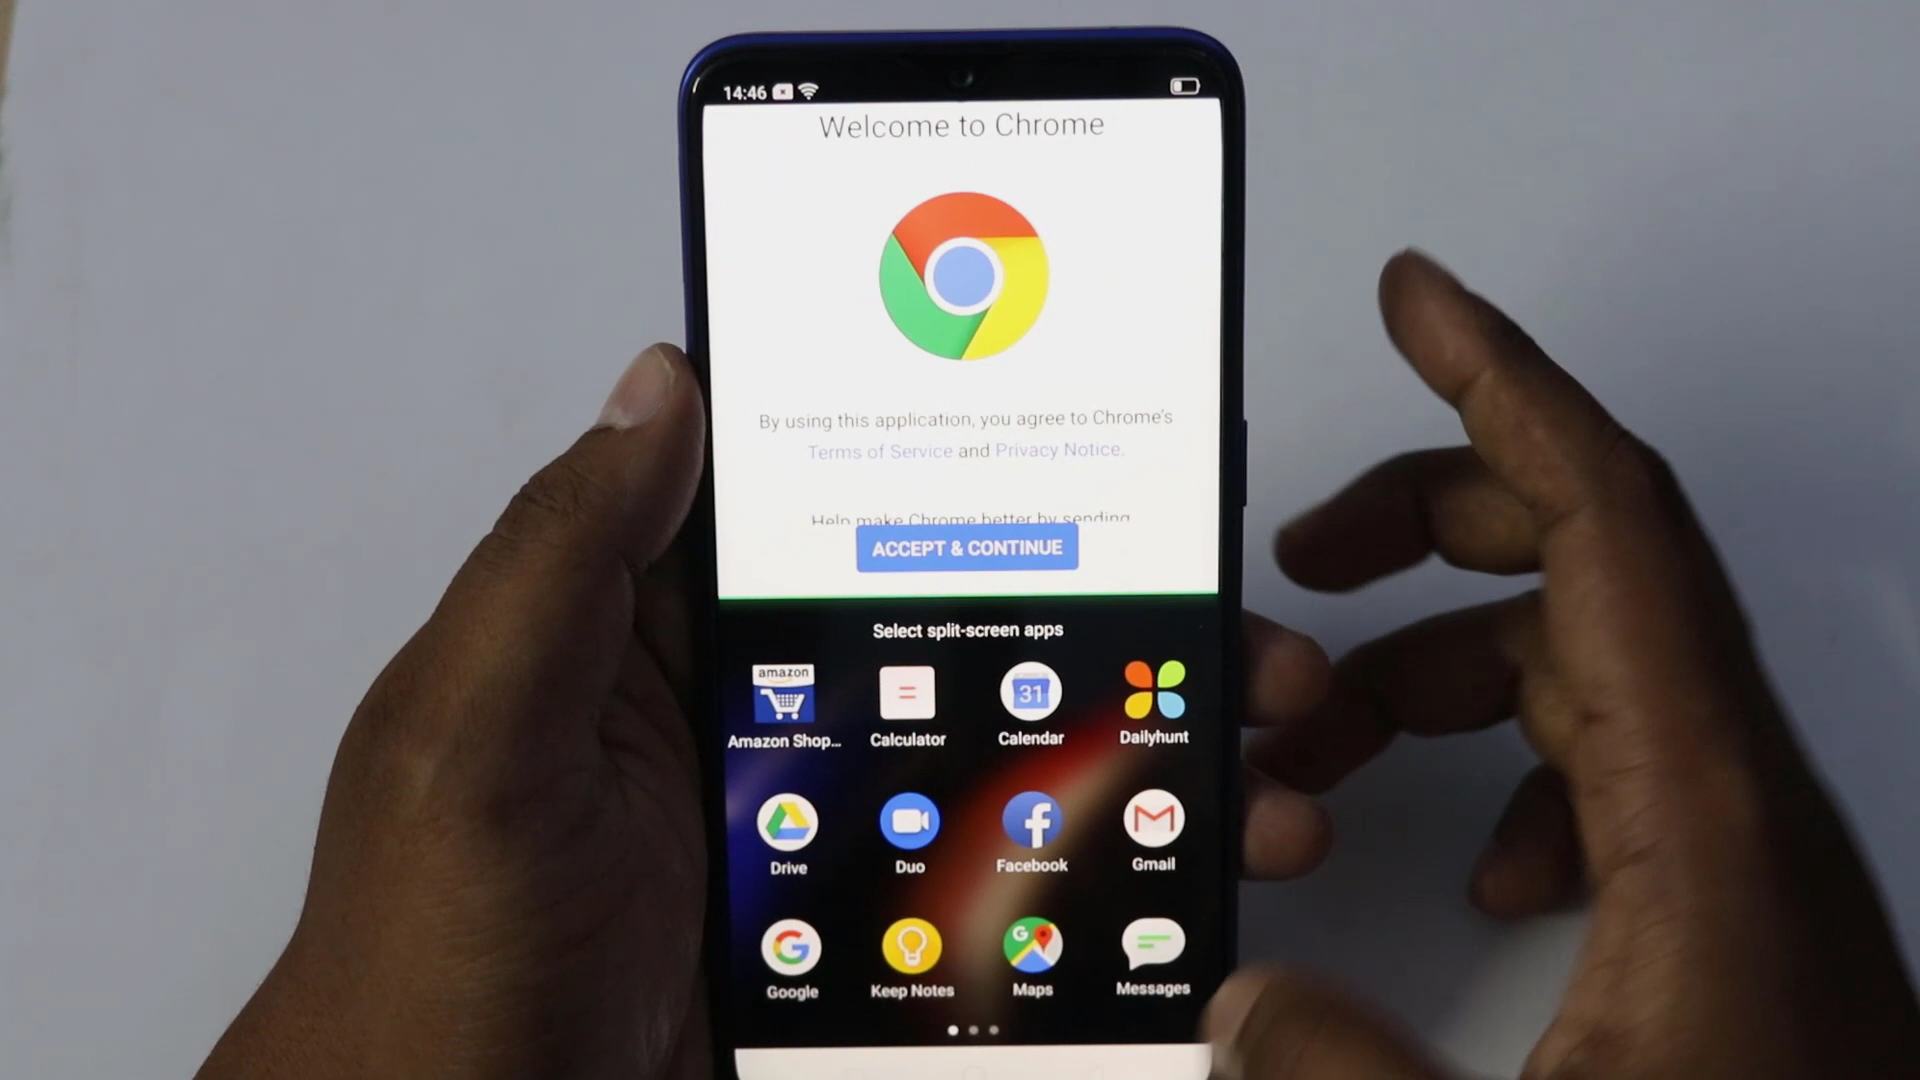 14:46
Welcome to Chrome
By using this application, you agree to Chrome's
Terms of Service and Privacy Notice.
Help make Chrome better by sending
ACCEPT & CONTINUE
Select split-screen apps
amazon
31
Amazon Shop...
Calculator
Calendar
Dailyhunt
Drive
Duo
Facebook
Gmail
Google
Keep Notes
Maps
Messages